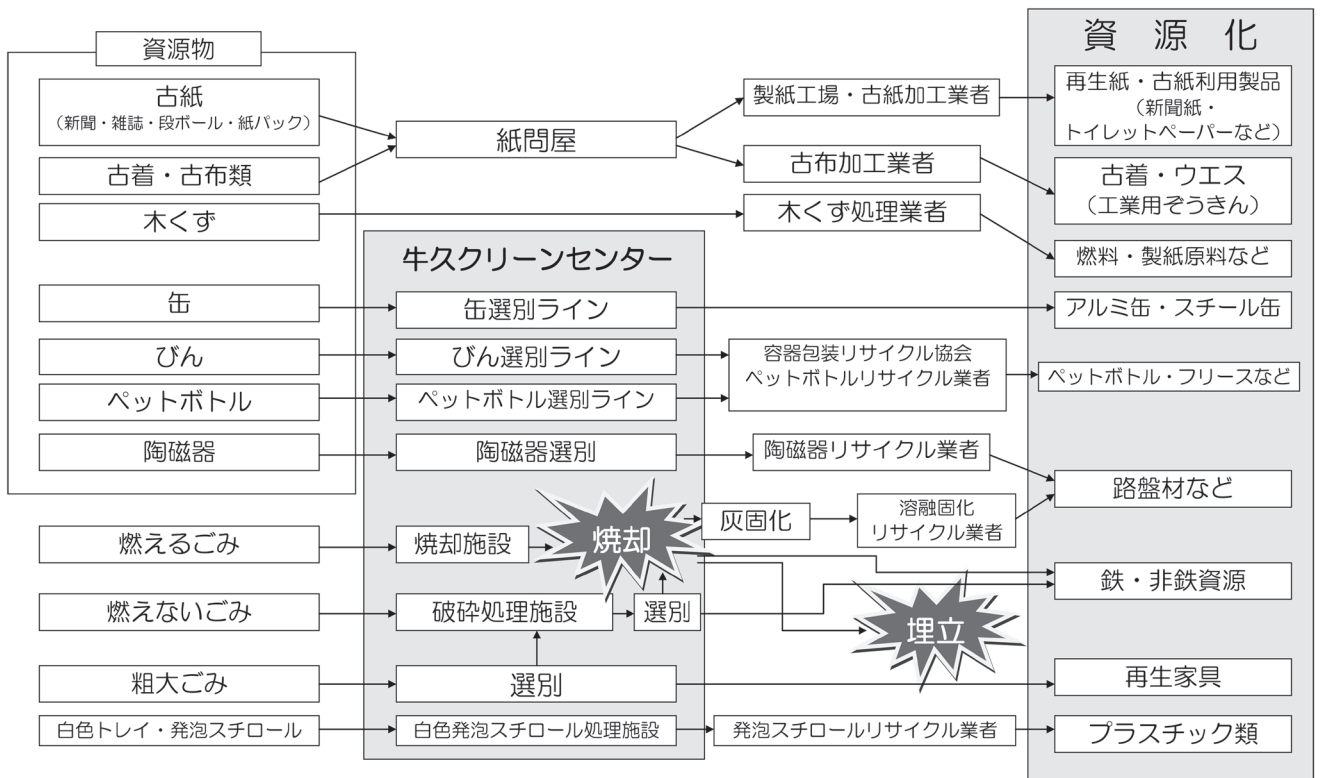 資源物
古紙
（新聞・雑誌・段ボール・紙パック）
古着・古布類
木くず
缶
びん
ペットボトル
陶磁器
燃えるごみ
燃えないごみ
粗大ごみ
白色トレイ・発泡スチロール
紙問屋
牛久クリーンセンター
缶選別ライン
びん選別ライン
ペットボトル選別ライン
陶磁器選別
焼却施設
焼却
破砕処理施設
選別
選別
白色発泡スチロール処理施設
製紙工場・古紙加工業者
古布加工業者
木くず処理業者
容器包装リサイクル協会
ペットボトルリサイクル業者
陶磁器リサイクル業者
灰固化
溶融固化
リサイクル業者
埋立
発泡スチロールリサイクル業者
資源化
再生紙・古紙利用製品
（新聞紙・
トイレットペーパーなど）
古着・ウエス
（工業用ぞうきん）
燃料・製紙原料など
アルミ缶・スチール缶
ペットボトル・フリースなど
路盤材など
鉄・非鉄資源
再生家具
プラスチック類